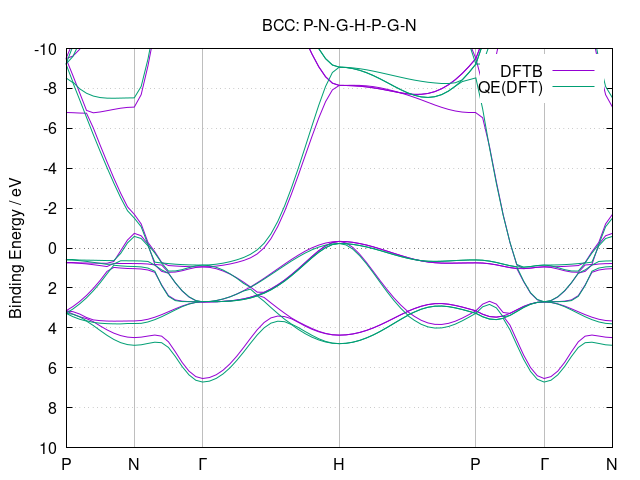 BCC: P-N-G-H-P-G-N
-10
-8
-6
-4
-2
0
2
4
6
8
10
Binding Energy / eV
DFTB
QE(DFT)
P N Γ H P Γ N